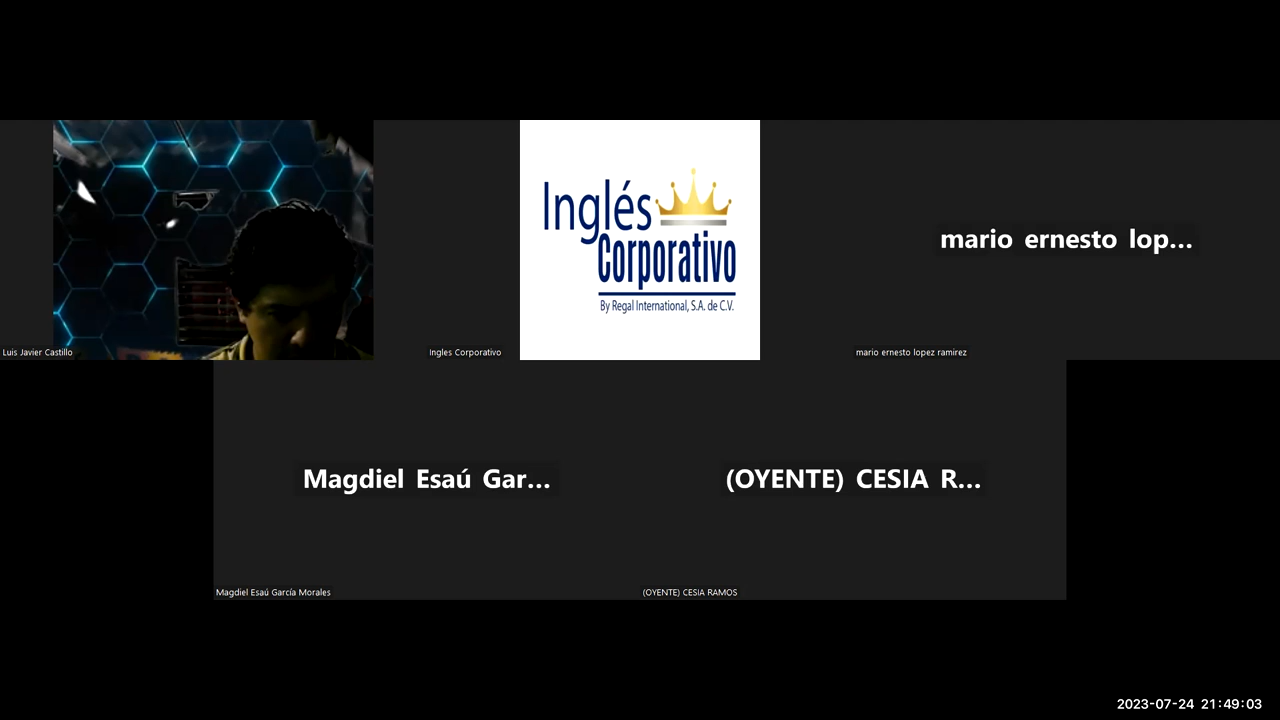 Inglés
Corporativo
By Regal International, S.A. de C.V.
mario ernesto lop...
Luis Javier Castillo
Ingles Corporativo
mario ernesto lopez ramirez
Magdiel Esaú Gar...
(OYENTE) CESIA R...
Magdiel Esaú García Morales
(OYENTE) CESIA RAMOS
2023-07-24 21:49:03